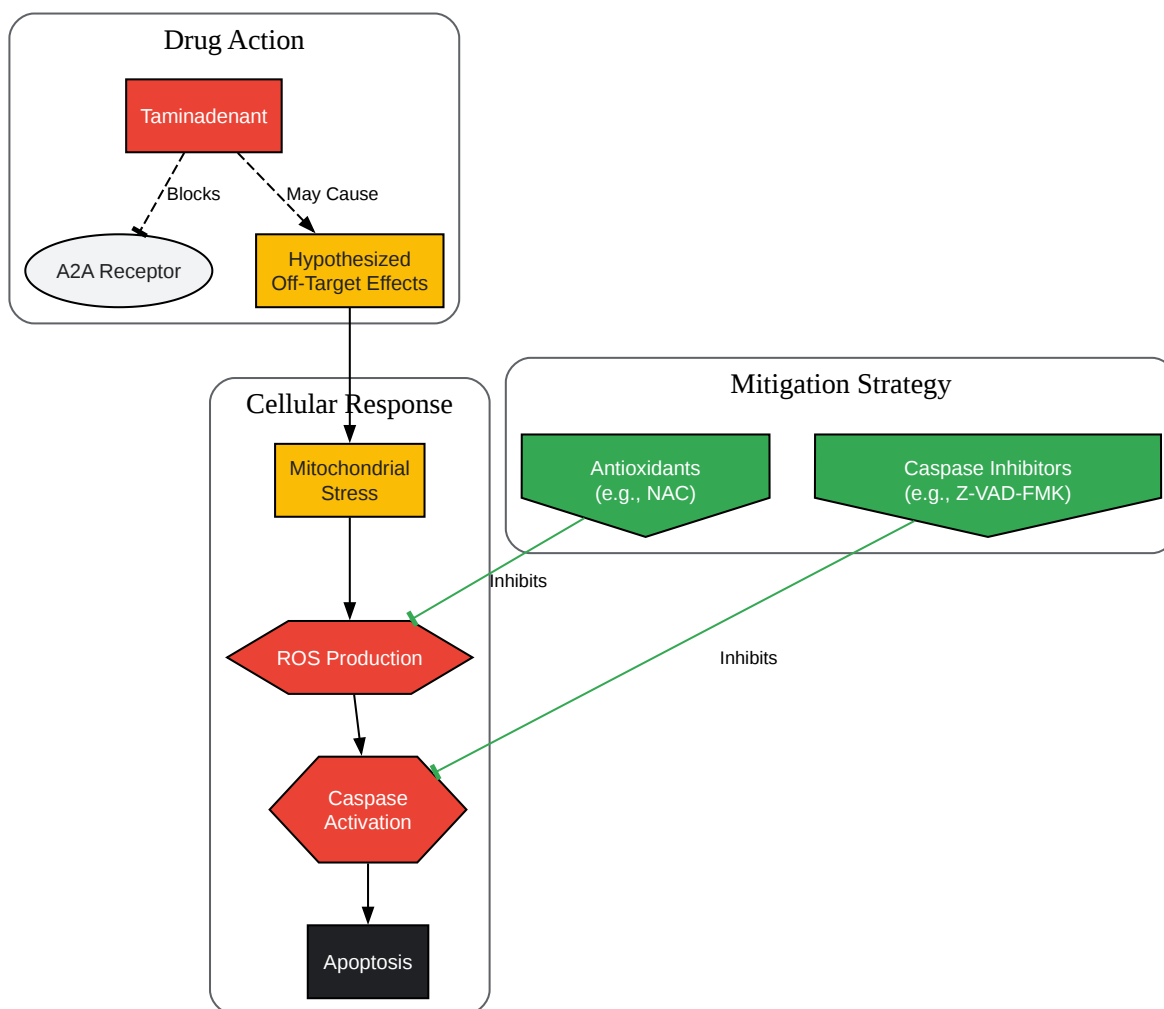 Drug Action
Taminadenant
Blocks
May Cause
A2A Receptor
Hypothesized
Off-Target Effects
Cellular Response
Mitigation Strategy
Mitochondrial
Stress
Antioxidants
(e.g., NAC)
Caspase Inhibitors
(e.g., Z-VAD-FMK)
Inhibits
ROS Production
Inhibits
Caspase
Activation
Apoptosis